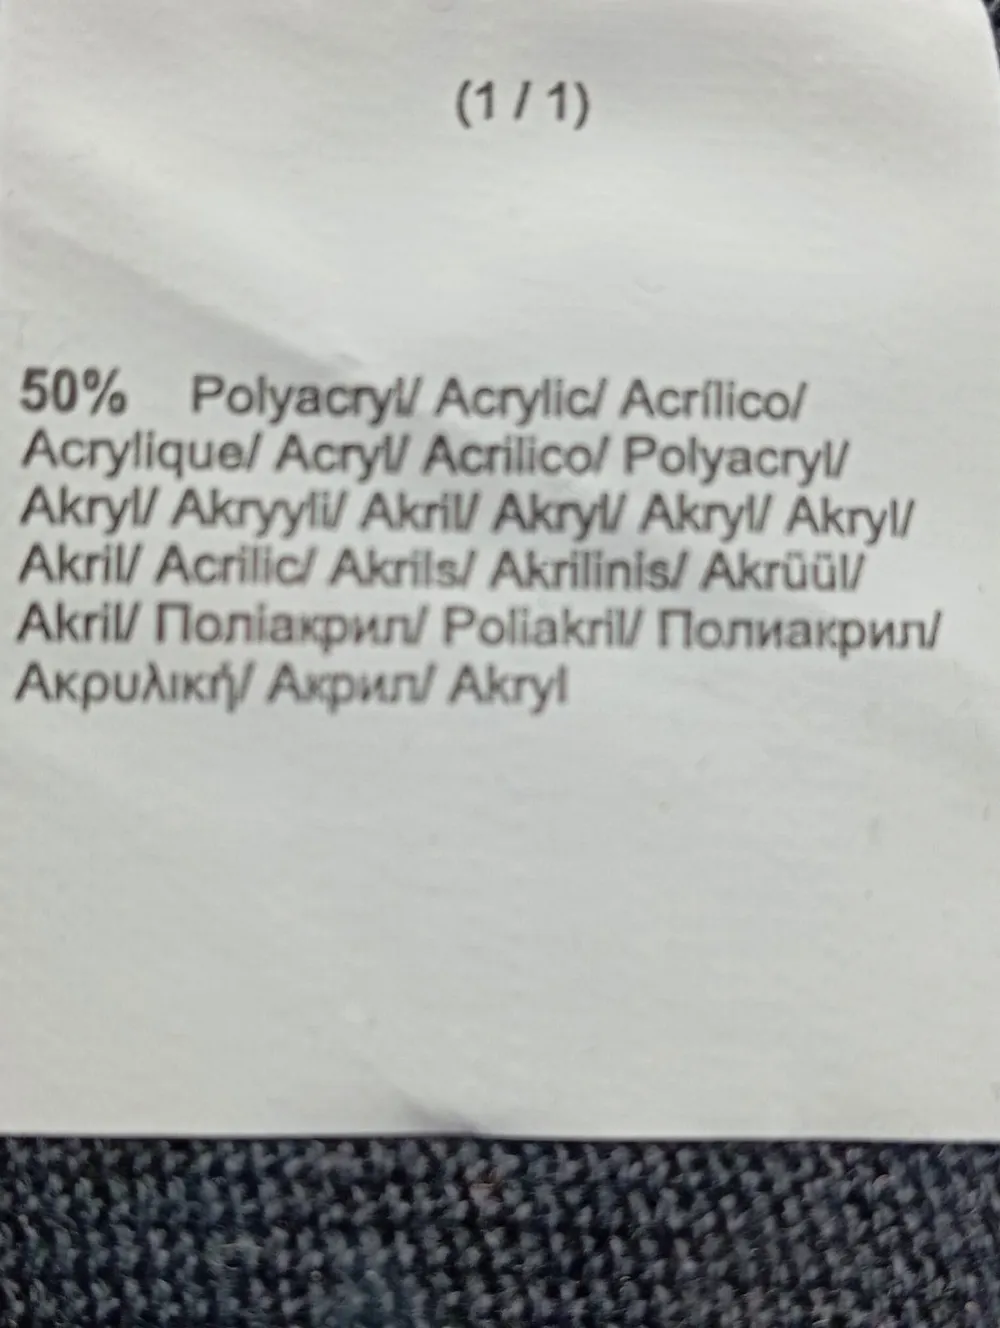 (1 / 1)
50% Polyacryl/ Acrylic/ Acrílico/
Acrylique/ Acryl/ Acrilico/ Polyacryl/
Akryl/ Akryyli/ Akril/ Akryl/ Akryl/ Akryl/
Akril/ Acrilic/ Akrils/ Akrilinis/ Akrüül/
Akril/ Поліакрил/ Poliakril/ Полиакрил/
Ακρυλική/ Акрил/ Akryl